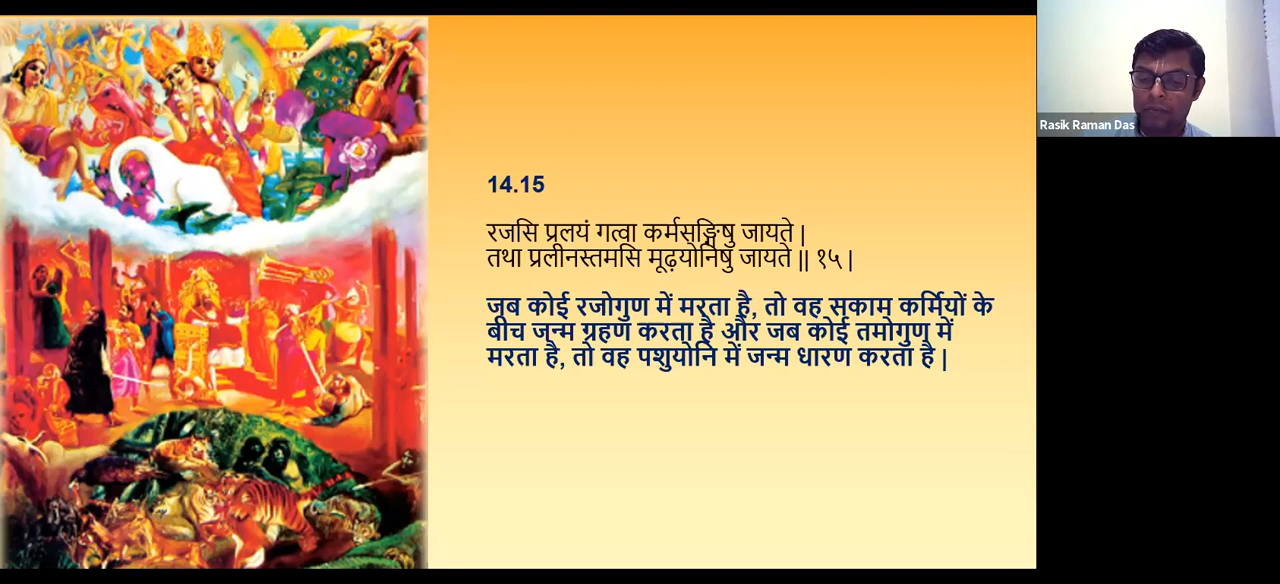 14.15
रजसि प्रलयं गत्वा कर्मसङ्गिषु जायते |
तथा प्रलीनस्तमसि मूढ़योनिषु जायते || १५ |
जब कोई रजोगुण में मरता है, तो वह सकाम कर्मियों के
बीच जन्म ग्रहण करता है और जब कोई तमोगुण में
मरता है, तो वह पशुयोनि में जन्म धारण करता है |
Rasik Raman Das